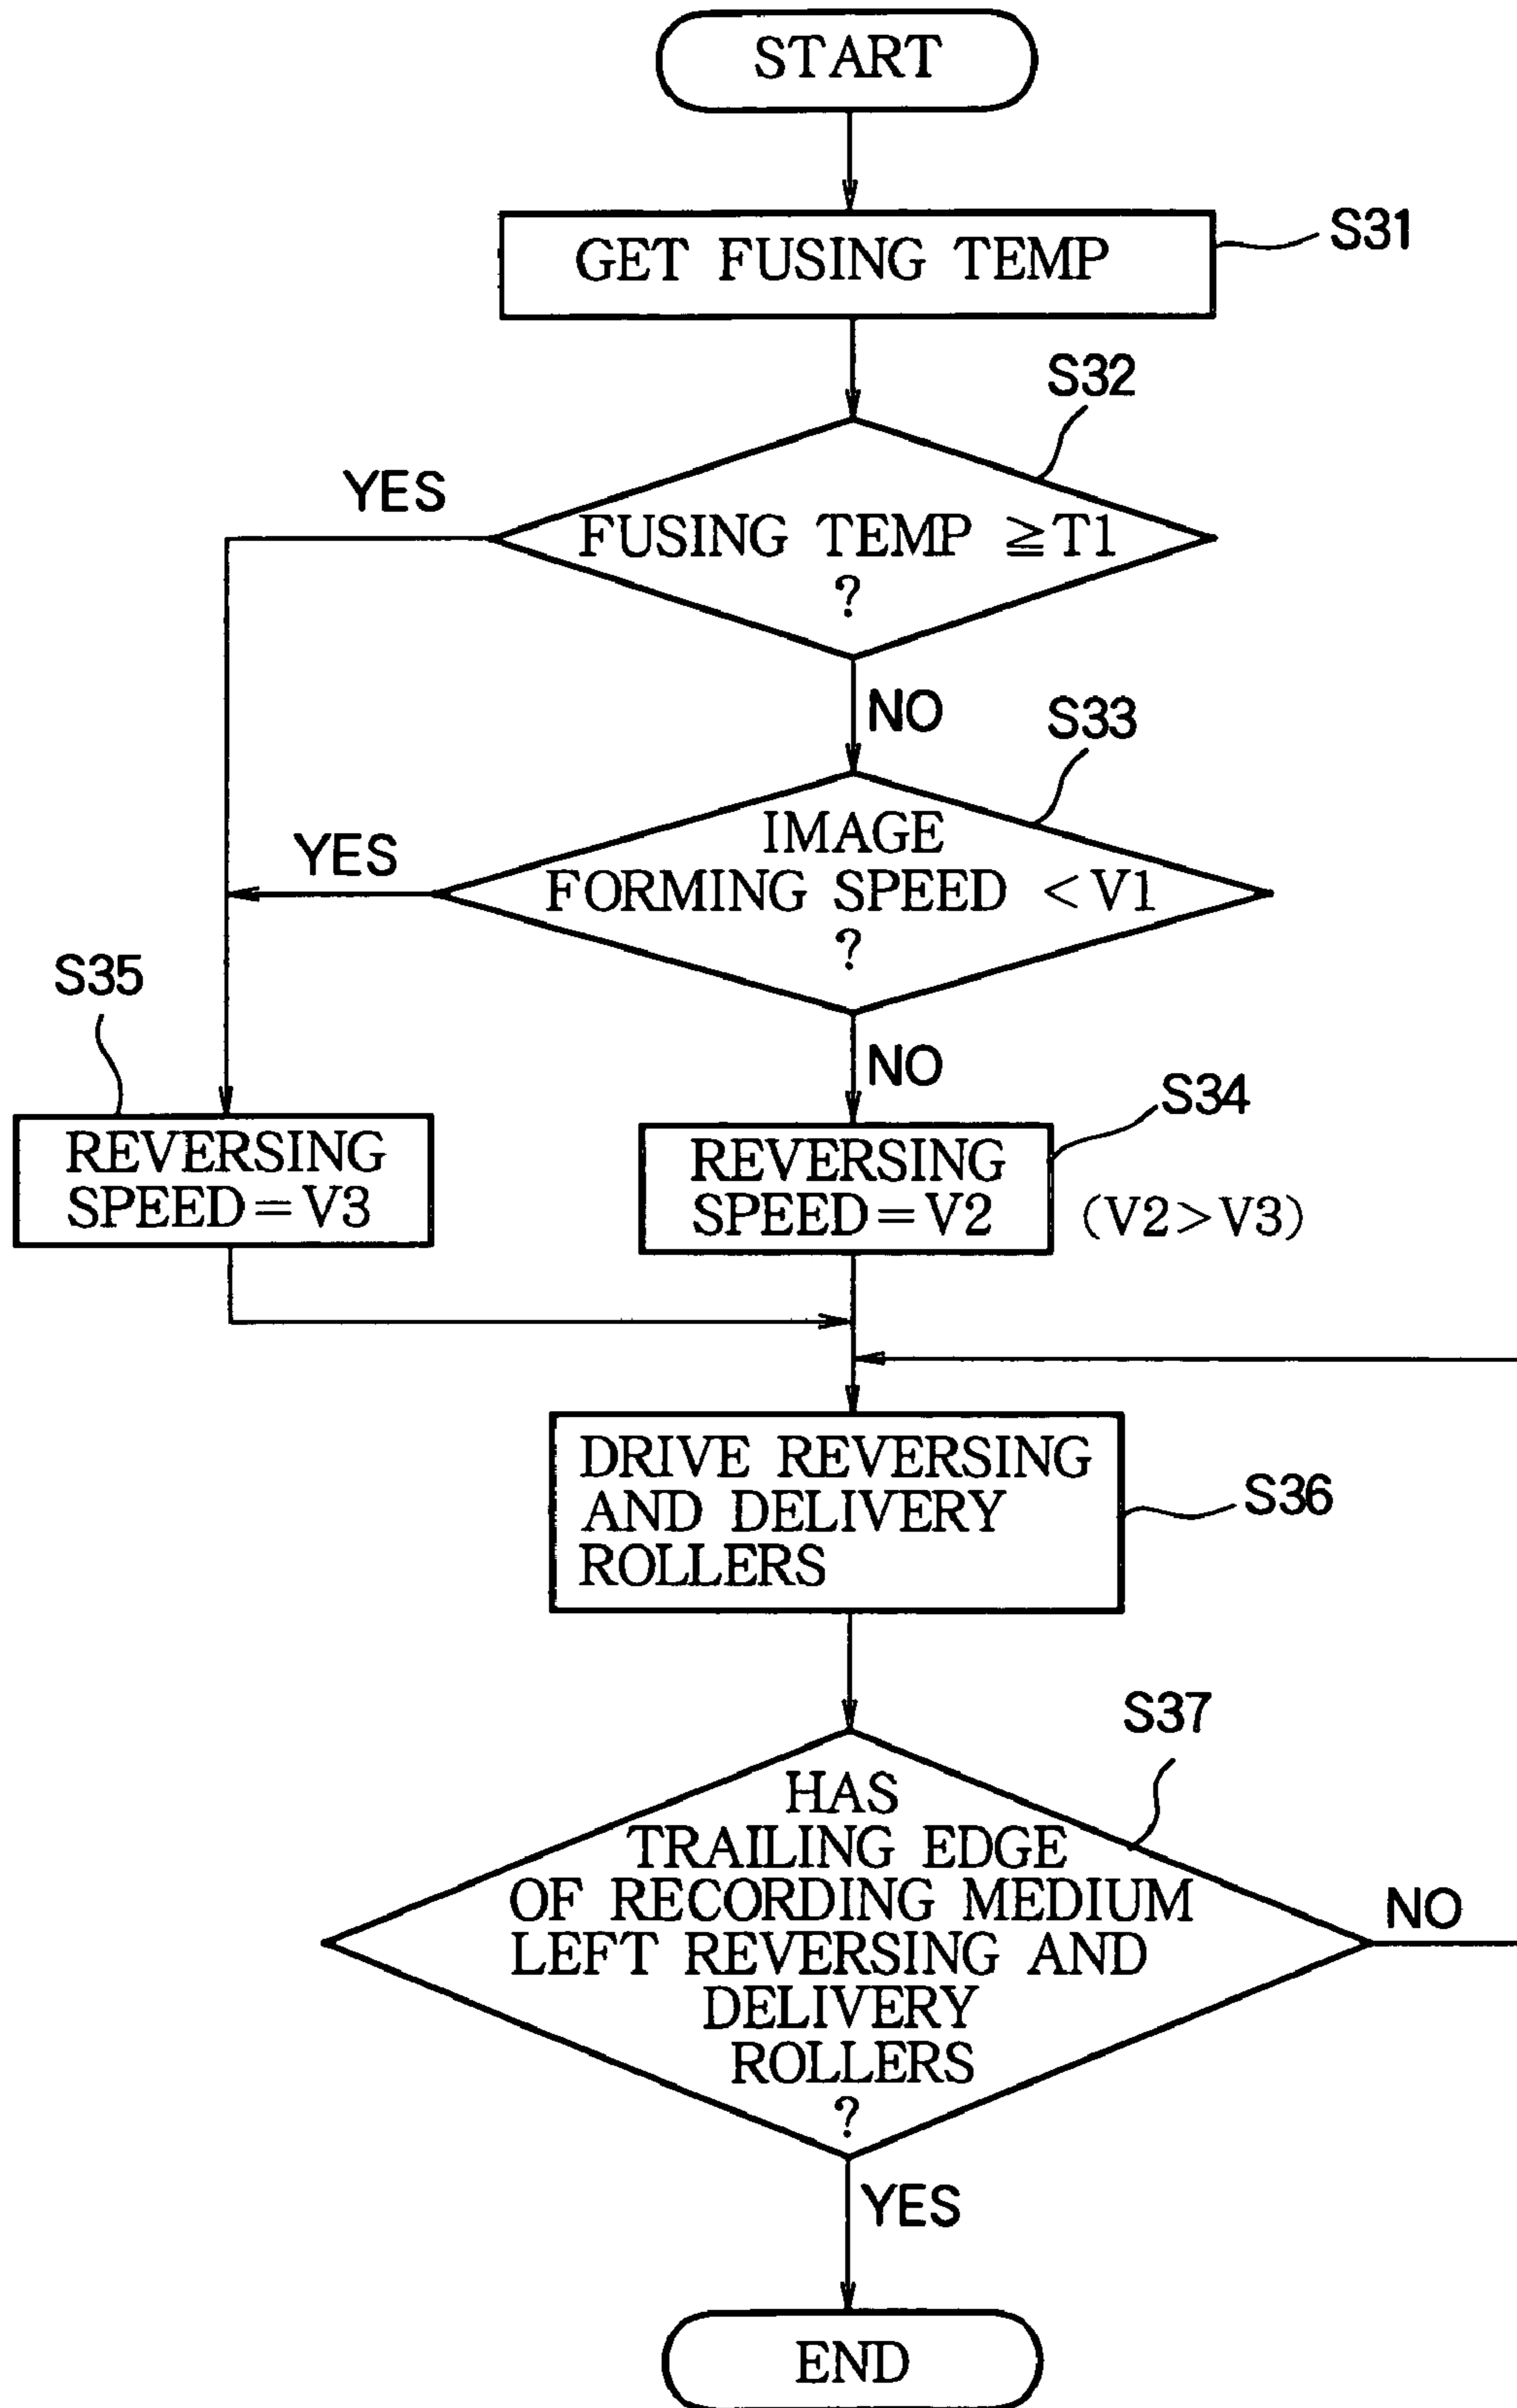 START
GET FUSING TEMP
S31
S32
YES
FUSING TEMP ≧T1
?
NO
S33
IMAGE
YES
FORMING SPEED <V1
?
S35
NO
S34
REVERSING
SPEED=V3
REVERSING
SPEED=V2
(V2>V3)
DRIVE REVERSING
AND DELIVERY
ROLLERS
S36
S37
HAS
TRAILING EDGE
OF RECORDING MEDIUM
LEFT REVERSING AND
DELIVERY
ROLLERS
?
NO
YES
END